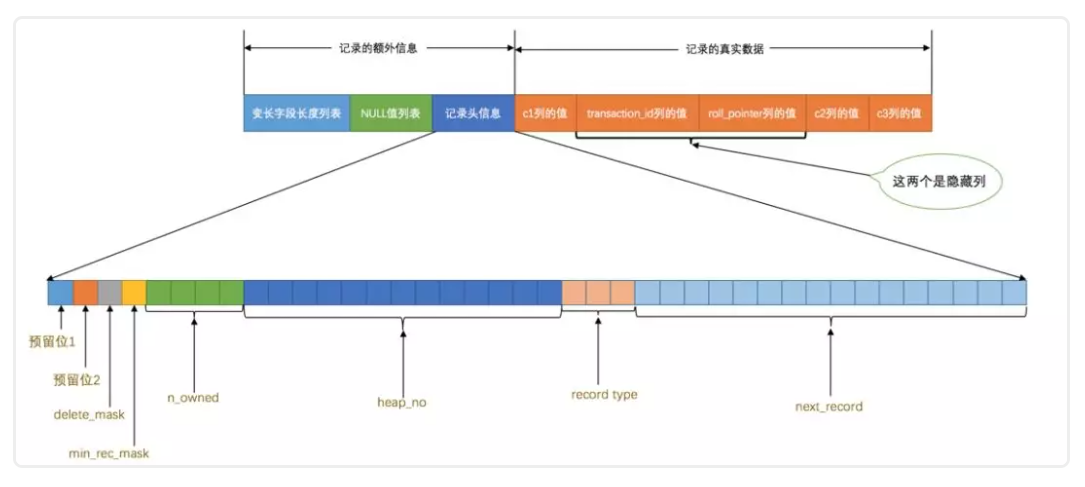 记录的额外信息
记录的真实数据
变长字段长度列表
NULL值列表
记录头信息
c1列的值
transaction_id列的值
roll_pointer列的值
c2列的值
c3列的值
这两个是隐藏列
预留位1
预留位2
delete_mask
min_rec_mask
n_owned
heap_no
record type
next_record